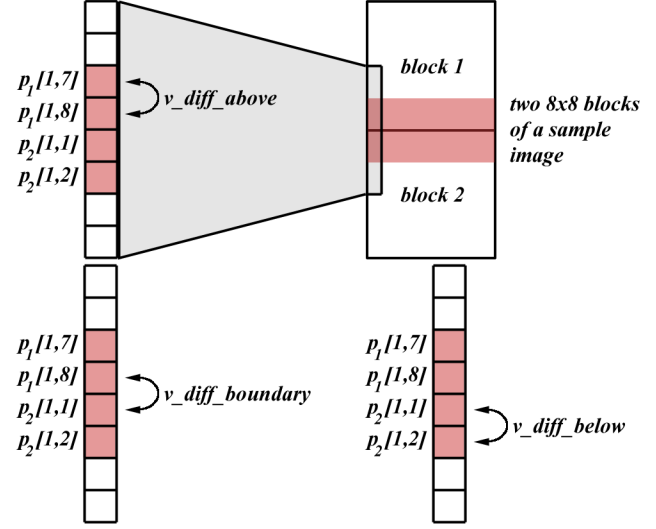 p1[1,7]
p1[1,8]
p2[1,1]
p2[1,2]
v_diff_above
block 1
block 2
two 8x8 blocks
of a sample
image
p1[1,7]
p1[1,8]
p2[1,1]
p2[1,2]
v_diff_boundary
p1[1,7]
p1[1,8]
p2[1,1]
p2[1,2]
v_diff_below